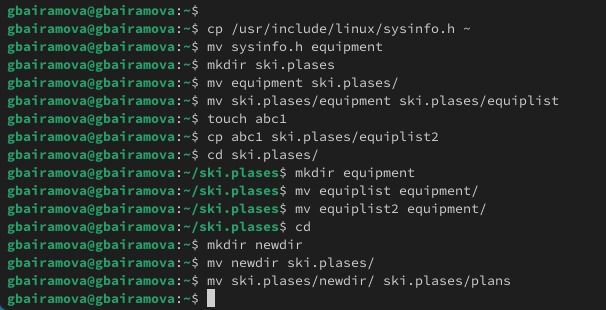 gbairamova@gbairamova:~$
gbairamova@gbairamova:~$ cp /usr/include/linux/sysinfo.h ~
gbairamova@gbairamova:~$ mv sysinfo.h equipment
gbairamova@gbairamova:~$ mkdir ski.plases
gbairamova@gbairamova:~$ mv equipment ski.plases/
gbairamova@gbairamova:~$ mv ski.plases/equipment ski.plases/equiplist
gbairamova@gbairamova:~$ touch abc1
gbairamova@gbairamova:~$ cp abc1 ski.plases/equiplist2
gbairamova@gbairamova:~$ cd ski.plases/
gbairamova@gbairamova:~/ski.plases$ mkdir equipment
gbairamova@gbairamova:~/ski.plases$ mv equiplist equipment/
gbairamova@gbairamova:~/ski.plases$ mv equiplist2 equipment/
gbairamova@gbairamova:~/ski.plases$ cd
gbairamova@gbairamova:~$ mkdir newdir
gbairamova@gbairamova:~$ mv newdir ski.plases/
gbairamova@gbairamova:~$ mv ski.plases/newdir/ ski.plases/plans
gbairamova@gbairamova:~$